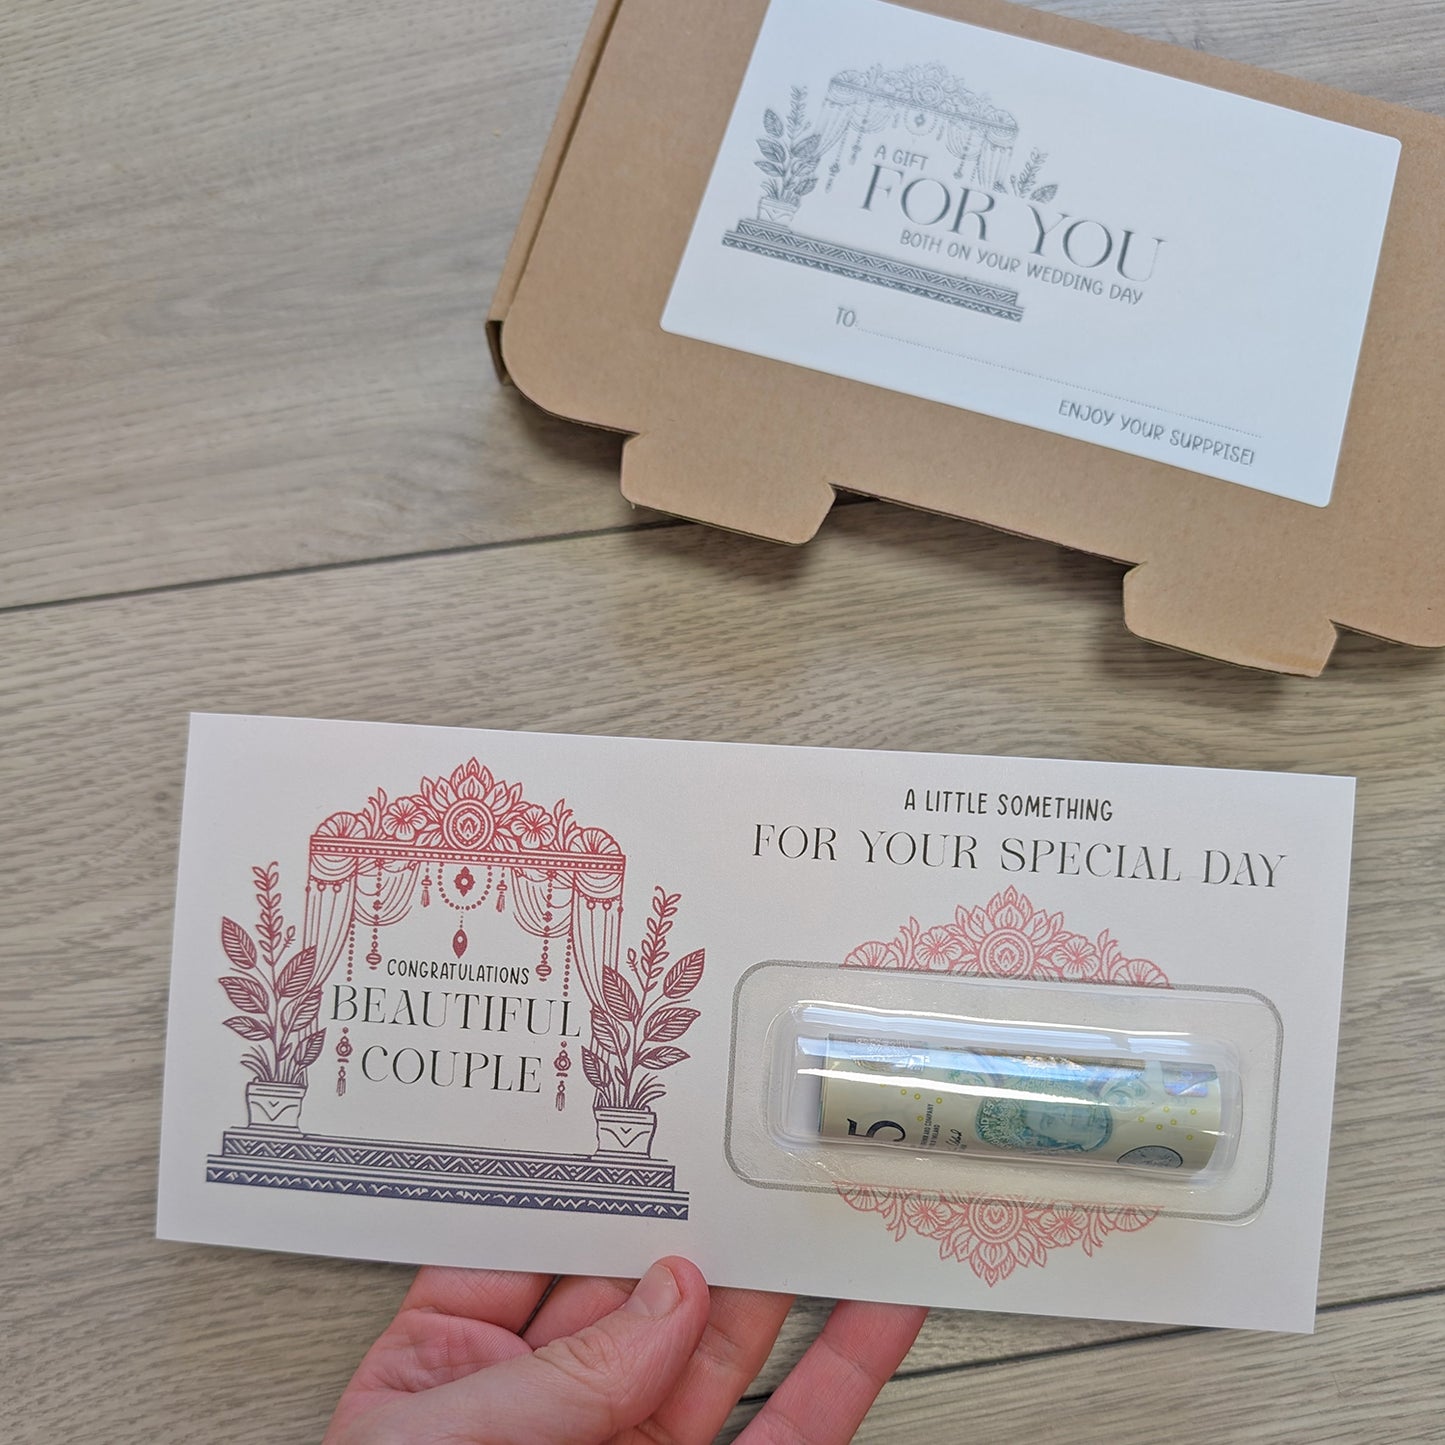 A GIFT
FOR YOU
BOTH ON YOUR WEDDING DAY
TO:
ENJOY YOUR SURPRISE!
CONGRATULATIONS
BEAUTIFUL
COUPLE
A LITTLE SOMETHING
FOR YOUR SPECIAL DAY
5